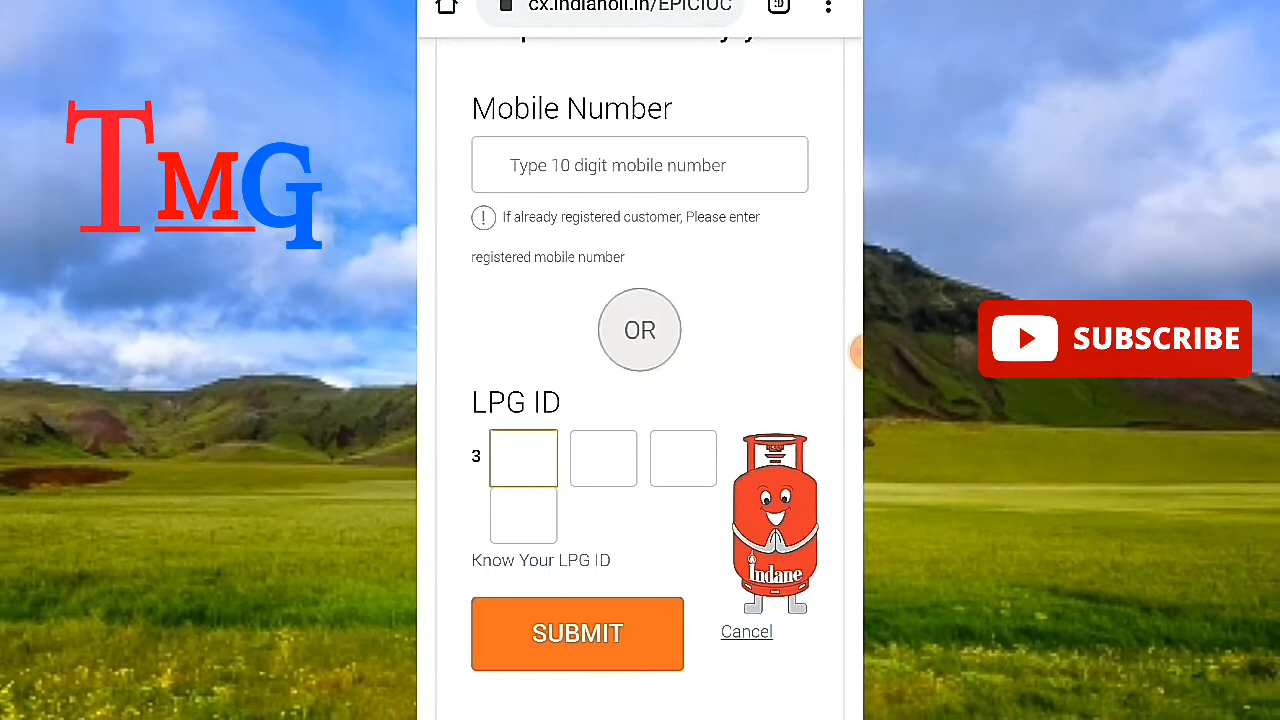 cx.indianoil.in/EPICIUC
:D
TMG
Mobile Number
Type 10 digit mobile number
! If already registered customer, Please enter
registered mobile number
OR
LPG ID
3
Know Your LPG ID
Indane
SUBMIT
Cancel
SUBSCRIBE